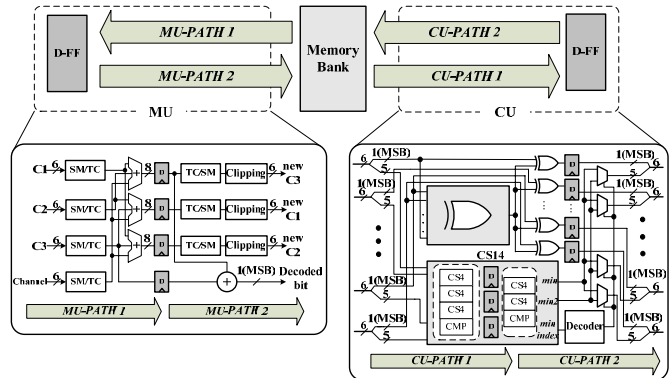 MU-PATH 1
CU-PATH 2
D-FF
Memory
Bank
D-FF
MU-PATH 2
CU-PATH 1
MU
CU
C1 6 SM/TC + 8 D TC/SM Clipping 6 new C3
C2 6 SM/TC + 8 D TC/SM Clipping 6 new C1
C3 6 SM/TC + 8 D TC/SM Clipping 6 new C2
Channel 6 SM/TC D + 1(MSB) Decoded bit
MU-PATH 1 MU-PATH 2
1(MSB) D 1(MSB)
6 5 D 5 6
1(MSB) 1(MSB)
6 5 D 5 6
D
CS14
1(MSB) 1(MSB)
6 5 CS4 D CS4 min 5 6
CS4 D CS4 min2
1(MSB) 1(MSB)
6 5 CMP D CMP min index Decoder 5 6
CU-PATH 1 CU-PATH 2